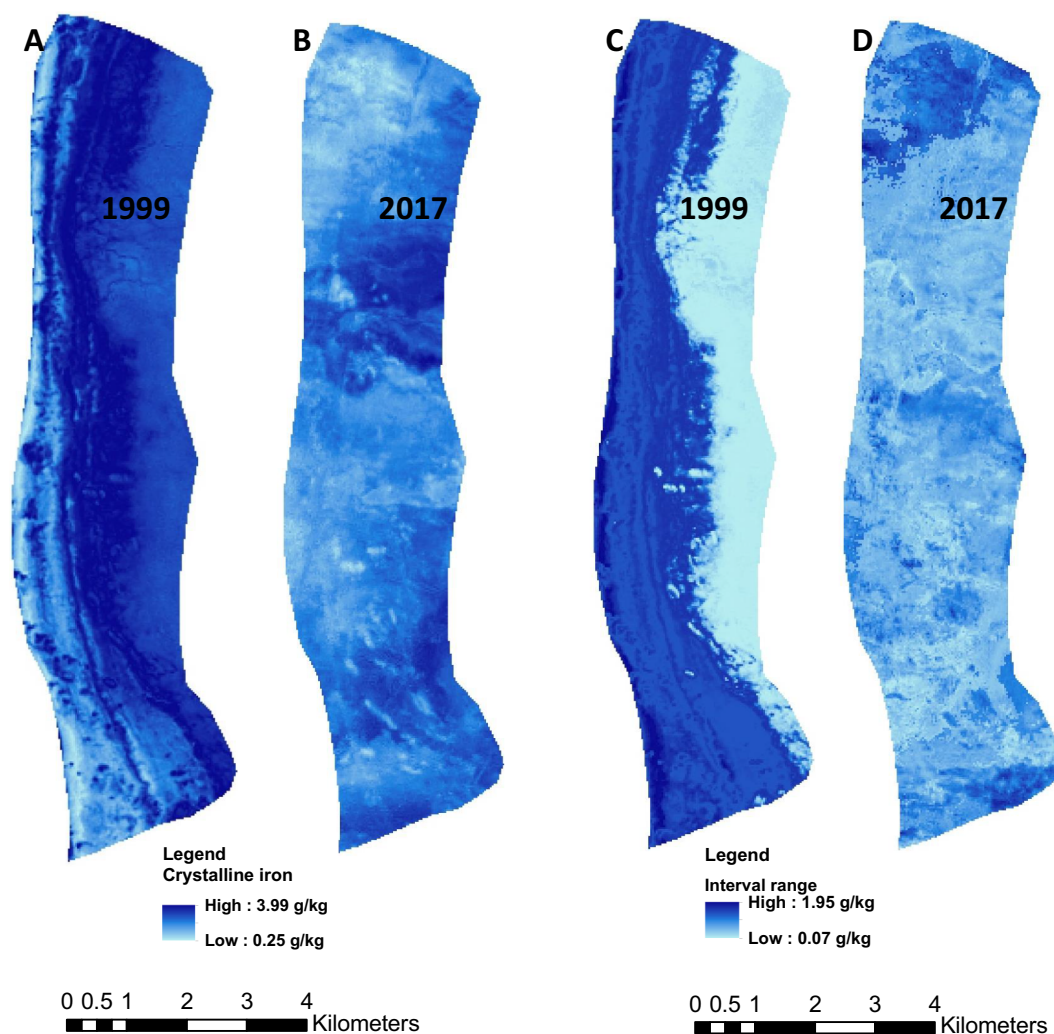 A
B
C
D
1999
2017
1999
2017
Legend
Crystalline iron
High : 3.99 g/kg
Low : 0.25 g/kg
Legend
Interval range
High : 1.95 g/kg
Low : 0.07 g/kg
0 0.5 1 2 3 4
Kilometers
0 0.5 1 2 3 4
Kilometers